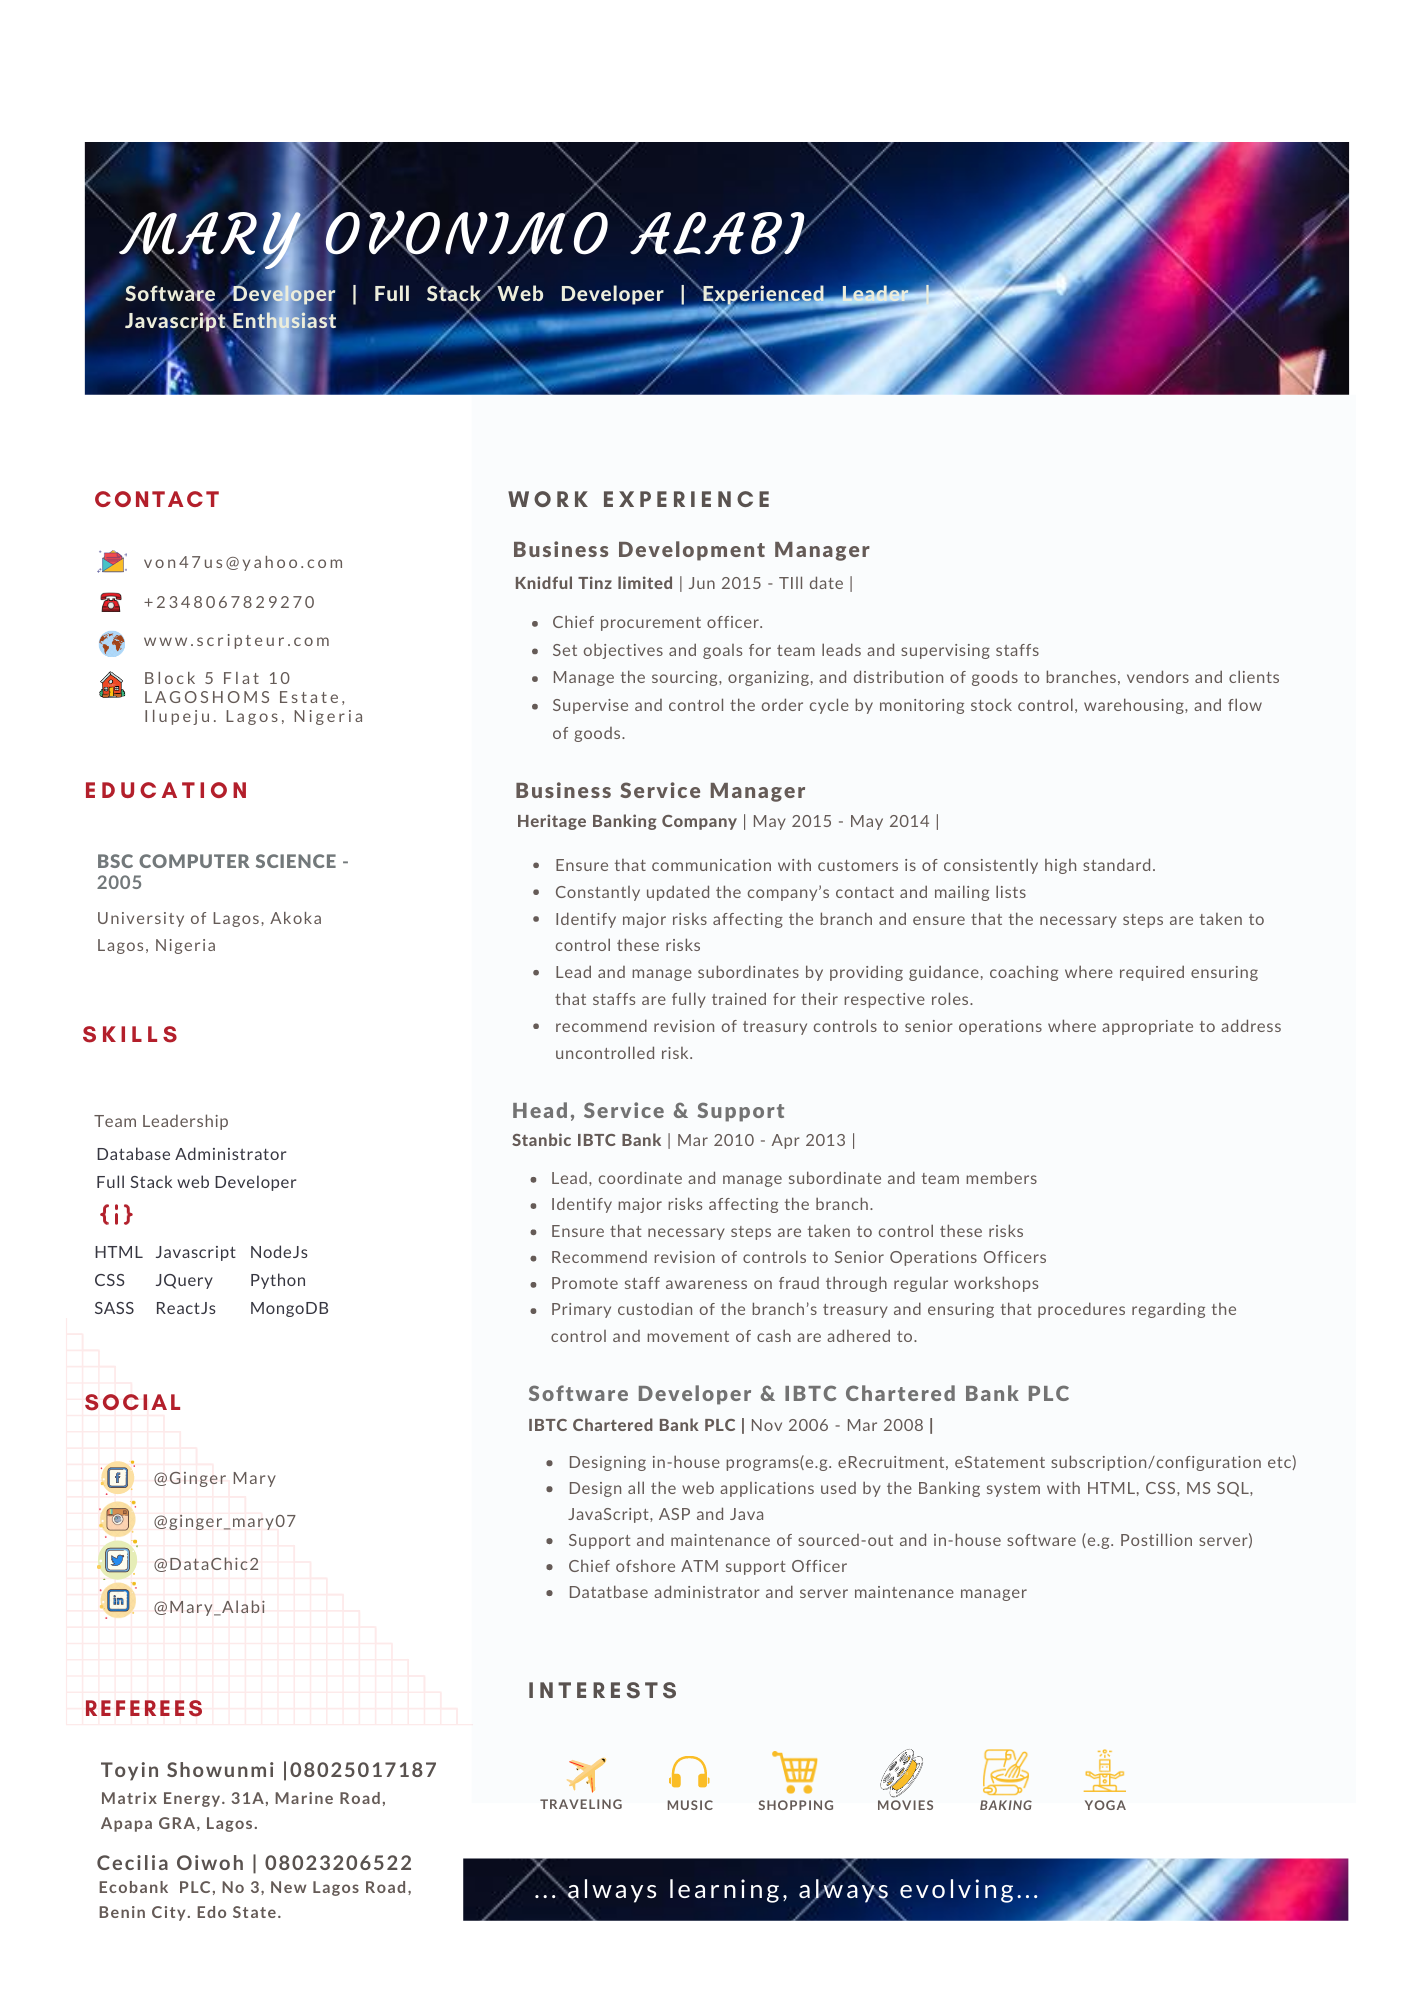 MARY OVONIMO ALABI
Software Developer | Full Stack Web Developer | Experienced Leader |
Javascript Enthusiast
CONTACT
von47us@yahoo.com
+2348067829270
www.scripteur.com
Block 5 Flat 10
LAGOSHOMS Estate,
Ilupeju. Lagos, Nigeria
EDUCATION
BSC COMPUTER SCIENCE -
2005
University of Lagos, Akoka
Lagos, Nigeria
SKILLS
Team Leadership
Database Administrator
Full Stack web Developer
{¡}
HTML Javascript NodeJs
CSS JQuery Python
SASS ReactJs MongoDB
SOCIAL
@Ginger Mary
@ginger_mary07
@DataChic2
@Mary_Alabi
REFEREES
Toyin Showunmi |08025017187
Matrix Energy. 31A, Marine Road,
Apapa GRA, Lagos.
Cecilia Oiwoh | 08023206522
Ecobank PLC, No 3, New Lagos Road,
Benin City. Edo State.
WORK EXPERIENCE
Business Development Manager
Knidful Tinz limited | Jun 2015 - TIll date |
• Chief procurement officer.
• Set objectives and goals for team leads and supervising staffs
• Manage the sourcing, organizing, and distribution of goods to branches, vendors and clients
• Supervise and control the order cycle by monitoring stock control, warehousing, and flow
of goods.
Business Service Manager
Heritage Banking Company | May 2015 - May 2014 |
• Ensure that communication with customers is of consistently high standard.
• Constantly updated the company’s contact and mailing lists
• Identify major risks affecting the branch and ensure that the necessary steps are taken to
control these risks
• Lead and manage subordinates by providing guidance, coaching where required ensuring
that staffs are fully trained for their respective roles.
• recommend revision of treasury controls to senior operations where appropriate to address
uncontrolled risk.
Head, Service & Support
Stanbic IBTC Bank | Mar 2010 - Apr 2013 |
• Lead, coordinate and manage subordinate and team members
• Identify major risks affecting the branch.
• Ensure that necessary steps are taken to control these risks
• Recommend revision of controls to Senior Operations Officers
• Promote staff awareness on fraud through regular workshops
• Primary custodian of the branch’s treasury and ensuring that procedures regarding the
control and movement of cash are adhered to.
Software Developer & IBTC Chartered Bank PLC
IBTC Chartered Bank PLC | Nov 2006 - Mar 2008 |
• Designing in-house programs(e.g. eRecruitment, eStatement subscription/configuration etc)
• Design all the web applications used by the Banking system with HTML, CSS, MS SQL,
JavaScript, ASP and Java
• Support and maintenance of sourced-out and in-house software (e.g. Postillion server)
• Chief ofshore ATM support Officer
• Datatbase administrator and server maintenance manager
INTERESTS
TRAVELING MUSIC SHOPPING MOVIES BAKING YOGA
... always learning, always evolving...